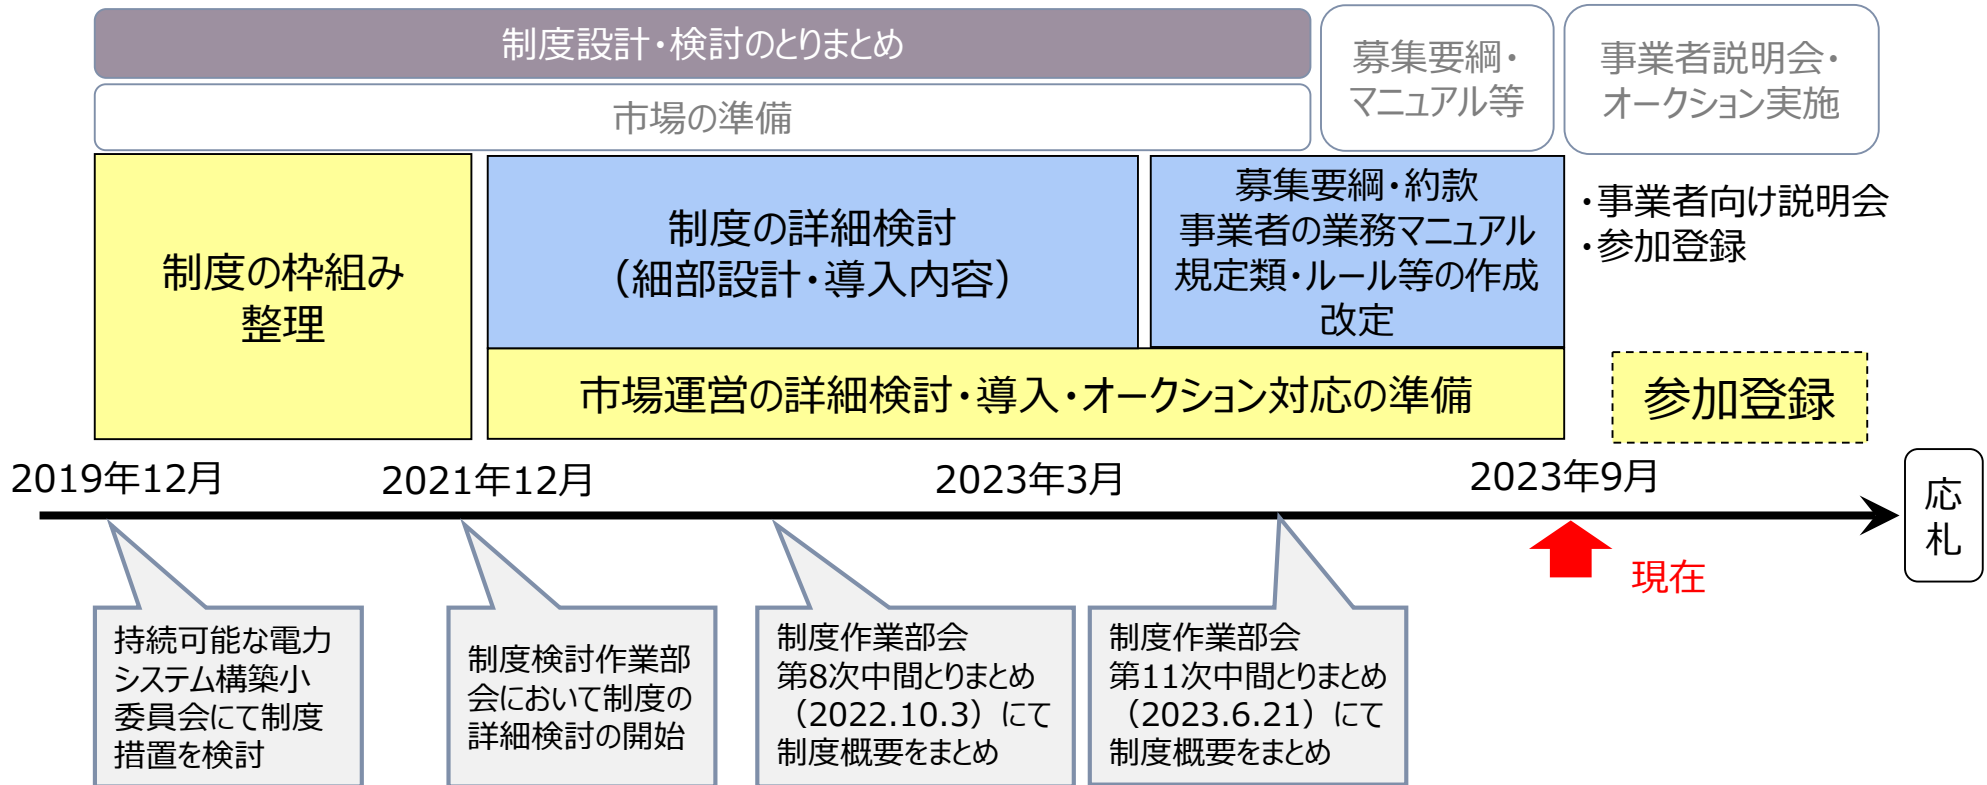 制度設計・検討のとりまとめ
市場の準備
募集要綱・
マニュアル等
事業者説明会・
オークション実施
制度の枠組み
整理
制度の詳細検討
（細部設計・導入内容）
募集要綱・約款
事業者の業務マニュアル
規定類・ルール等の作成
改定
・事業者向け説明会
・参加登録
市場運営の詳細検討・導入・オークション対応の準備
参加登録
2019年12月
2021年12月
2023年3月
2023年9月
応
札
現在
持続可能な電力
システム構築小
委員会にて制度
措置を検討
制度検討作業部
会において制度の
詳細検討の開始
制度作業部会
第8次中間とりまとめ
（2022.10.3）にて
制度概要をまとめ
制度作業部会
第11次中間とりまとめ
（2023.6.21）にて
制度概要をまとめ